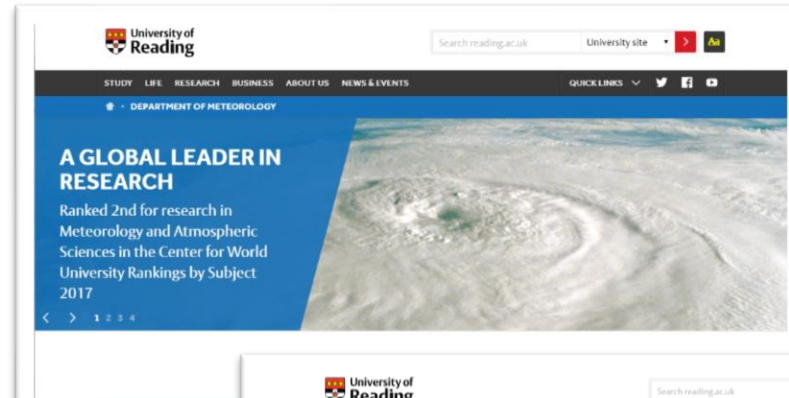 University of
Reading
Search reading.ac.uk
University site
Aa
STUDY LIFE RESEARCH BUSINESS ABOUT US NEWS & EVENTS
QUICK LINKS
DEPARTMENT OF METEOROLOGY
A GLOBAL LEADER IN
RESEARCH
Ranked 2nd for research in
Meteorology and Atmospheric
Sciences in the Center for World
University Rankings by Subject
2017
1 2 3 4
University of
Reading
Search reading.ac.uk